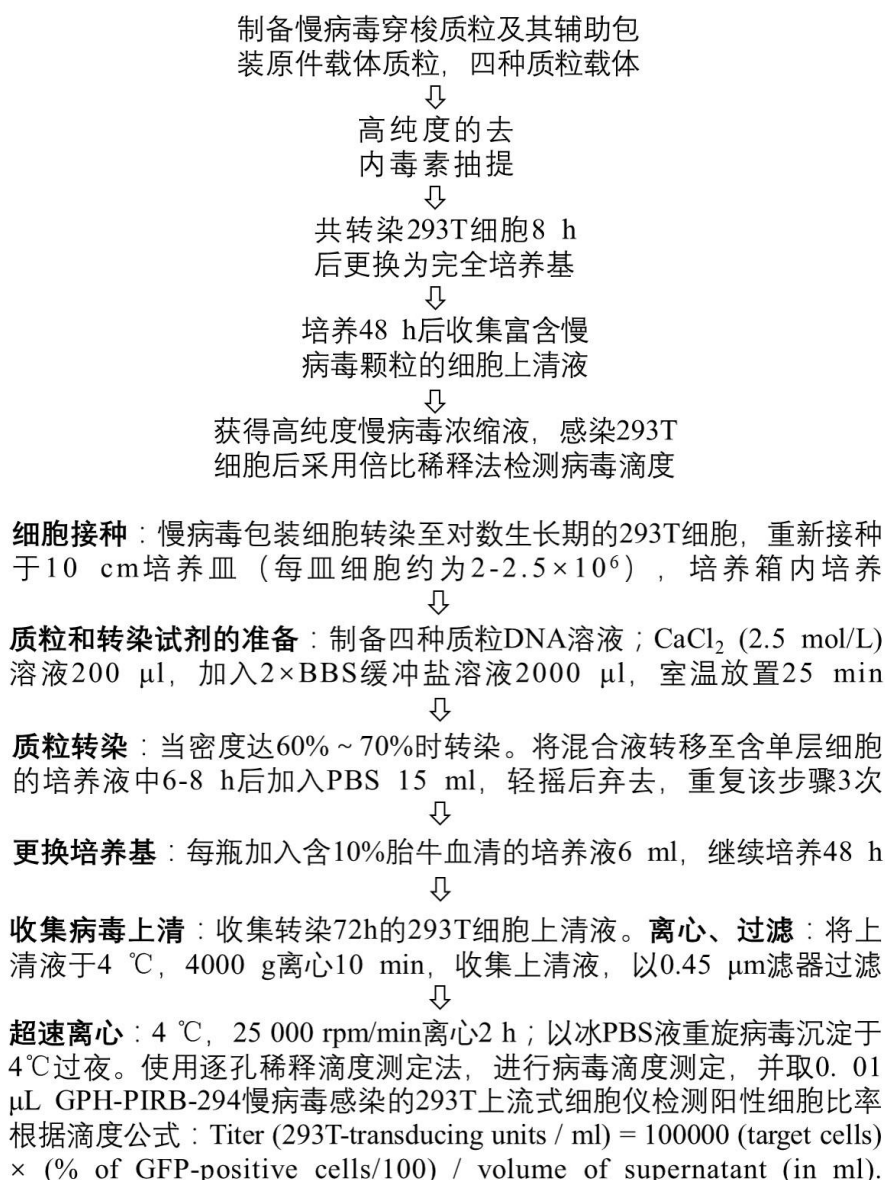 制备慢病毒穿梭质粒及其辅助包
装原件载体质粒，四种质粒载体
⇩
高纯度的去
内毒素抽提
⇩
共转染293T细胞8 h
后更换为完全培养基
⇩
培养48 h后收集富含慢
病毒颗粒的细胞上清液
⇩
获得高纯度慢病毒浓缩液，感染293T
细胞后采用倍比稀释法检测病毒滴度
细胞接种：慢病毒包装细胞转染至对数生长期的293T细胞，重新接种
于10 cm培养皿（每皿细胞约为2-2.5×10⁶），培养箱内培养
⇩
质粒和转染试剂的准备：制备四种质粒DNA溶液；CaCl₂ (2.5 mol/L)
溶液200 μl，加入2×BBS缓冲盐溶液2000 μl，室温放置25 min
⇩
质粒转染：当密度达60% ~ 70%时转染。将混合液转移至含单层细胞
的培养液中6-8 h后加入PBS 15 ml，轻摇后弃去，重复该步骤3次
⇩
更换培养基：每瓶加入含10%胎牛血清的培养液6 ml，继续培养48 h
⇩
收集病毒上清：收集转染72h的293T细胞上清液。离心、过滤：将上
清液于4 ℃，4000 g离心10 min，收集上清液，以0.45 μm滤器过滤
⇩
超速离心：4 ℃，25 000 rpm/min离心2 h；以冰PBS液重旋病毒沉淀于
4℃过夜。使用逐孔稀释滴度测定法，进行病毒滴度测定，并取0. 01
μL GPH-PIRB-294慢病毒感染的293T上流式细胞仪检测阳性细胞比率
根据滴度公式：Titer (293T-transducing units / ml) = 100000 (target cells)
× (% of GFP-positive cells/100) / volume of supernatant (in ml).